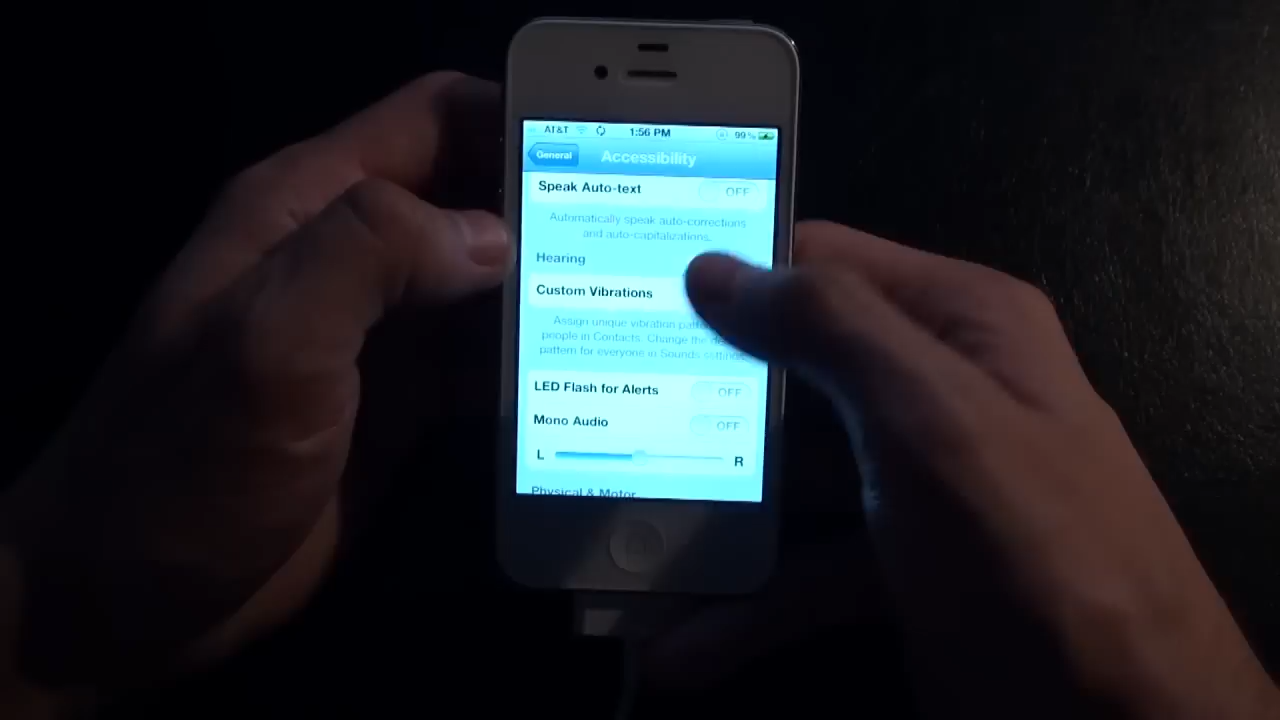 AT&T 1:56 PM 99%
General Accessibility
Speak Auto-text OFF
Automatically speak auto-corrections
and auto-capitalizations.
Hearing
Custom Vibrations
Assign unique vibration
people in Contacts. Change the
pattern for everyone in Sounds settings.
LED Flash for Alerts OFF
Mono Audio OFF
L R
Physical & Motor